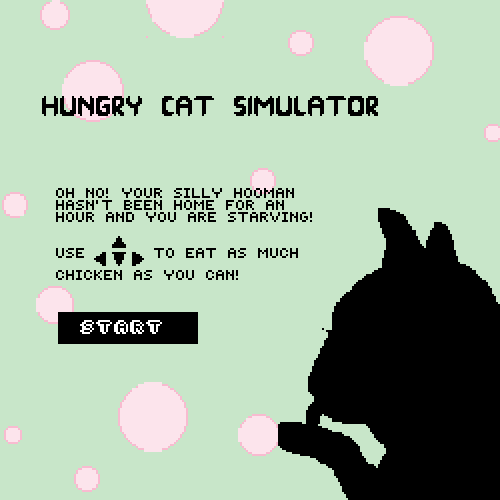 HUNGRY CAT SIMULATOR
OH NO! YOUR SILLY HOOMAN
HASN'T BEEN HOME FOR AN
HOUR AND YOU ARE STARVING!
USE TO EAT AS MUCH
CHICKEN AS YOU CAN!
START